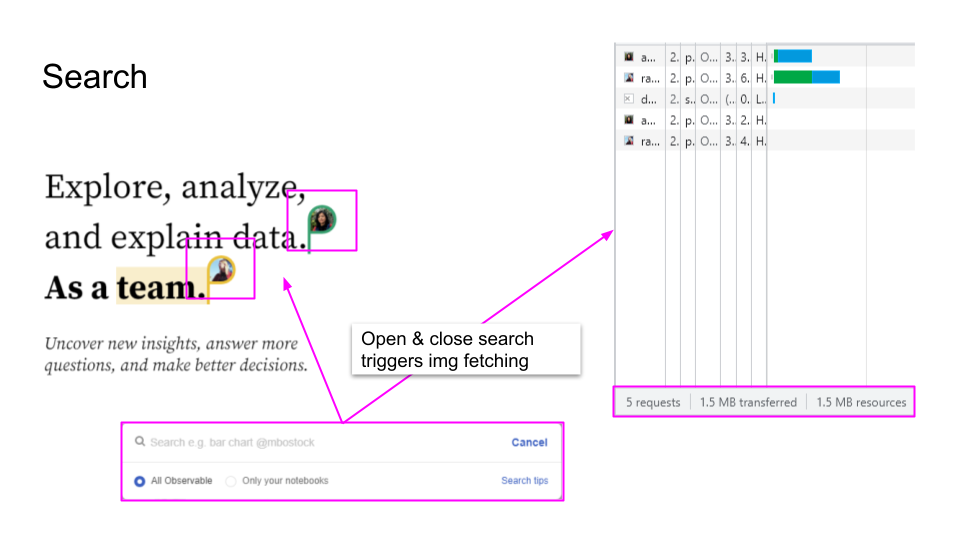 Search
Explore, analyze,
and explain data.
As a team.
Uncover new insights, answer more
questions, and make better decisions.
Open & close search
triggers img fetching
Search e.g. bar chart @mbostock
Cancel
All Observable
Only your notebooks
Search tips
a... 2. p. O... 3. 3. H.
ra... 2. p. O... 3. 6. H.
d... 2. s. O... (.. 0. L..
a... 2. p. O... 3. 2. H.
ra... 2. p. O... 3. 4. H.
5 requests
1.5 MB transferred
1.5 MB resources